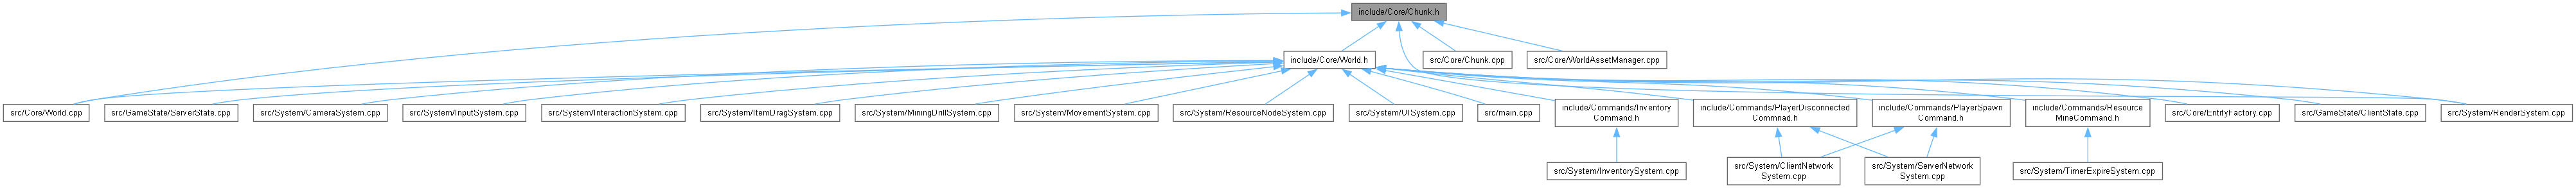 include/Core/Chunk.h
include/Core/World.h
src/Core/Chunk.cpp
src/Core/WorldAssetManager.cpp
src/Core/World.cpp
src/GameState/ServerState.cpp
src/System/CameraSystem.cpp
src/System/InputSystem.cpp
src/System/InteractionSystem.cpp
src/System/ItemDragSystem.cpp
src/System/MiningDrillSystem.cpp
src/System/MovementSystem.cpp
src/System/ResourceNodeSystem.cpp
src/System/UISystem.cpp
src/main.cpp
include/Commands/Inventory
Command.h
include/Commands/PlayerDisconnected
Commnad.h
include/Commands/PlayerSpawn
Command.h
include/Commands/Resource
MineCommand.h
src/Core/EntityFactory.cpp
src/GameState/ClientState.cpp
src/System/RenderSystem.cpp
src/System/InventorySystem.cpp
src/System/ClientNetwork
System.cpp
src/System/ServerNetwork
System.cpp
src/System/TimerExpireSystem.cpp